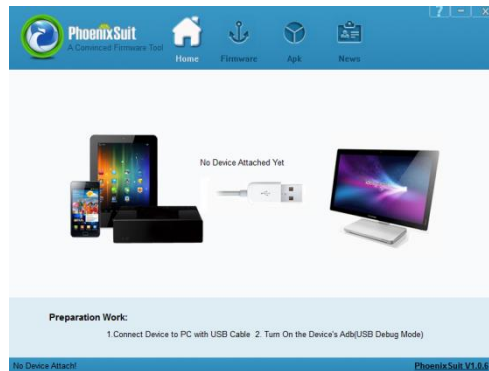 PhoenixSuit
A Commced Firmware Tool
Home Firmware Apk News
No Device Attached Yet
Preparation Work:
1.Connect Device to PC with USB Cable 2. Turn On the Device's Adb(USB Debug Mode)
No Device Attach!
PhoenixSuit V1.0.6